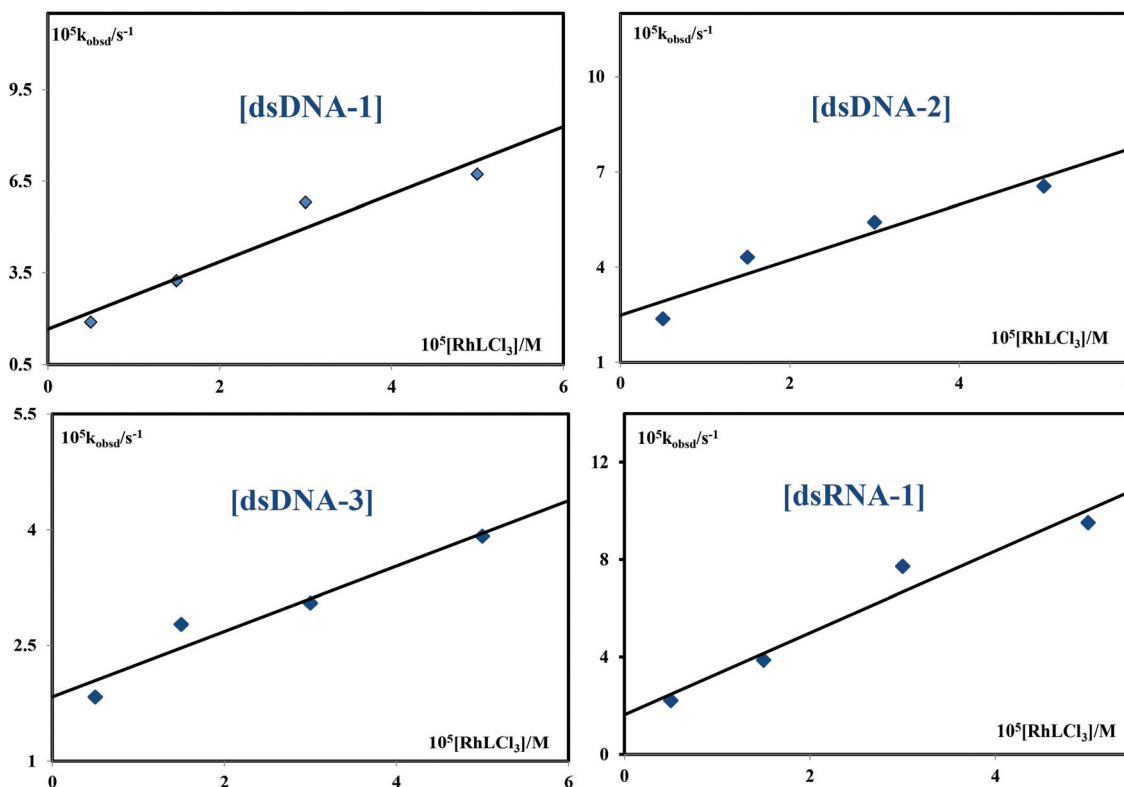 10⁵k_obsd/s⁻¹
[dsDNA-1]
9.5
6.5
3.5
0.5
10⁵[RhLCl₃]/M
0 2 4 6
10⁵k_obsd/s⁻¹
[dsDNA-2]
10
7
4
1
10⁵[RhLCl₃]/M
0 2 4
10⁵k_obsd/s⁻¹
[dsDNA-3]
5.5
4
2.5
1
10⁵[RhLCl₃]/M
0 2 4 6
10⁵k_obsd/s⁻¹
[dsRNA-1]
12
8
4
0
10⁵[RhLCl₃]/M
0 2 4